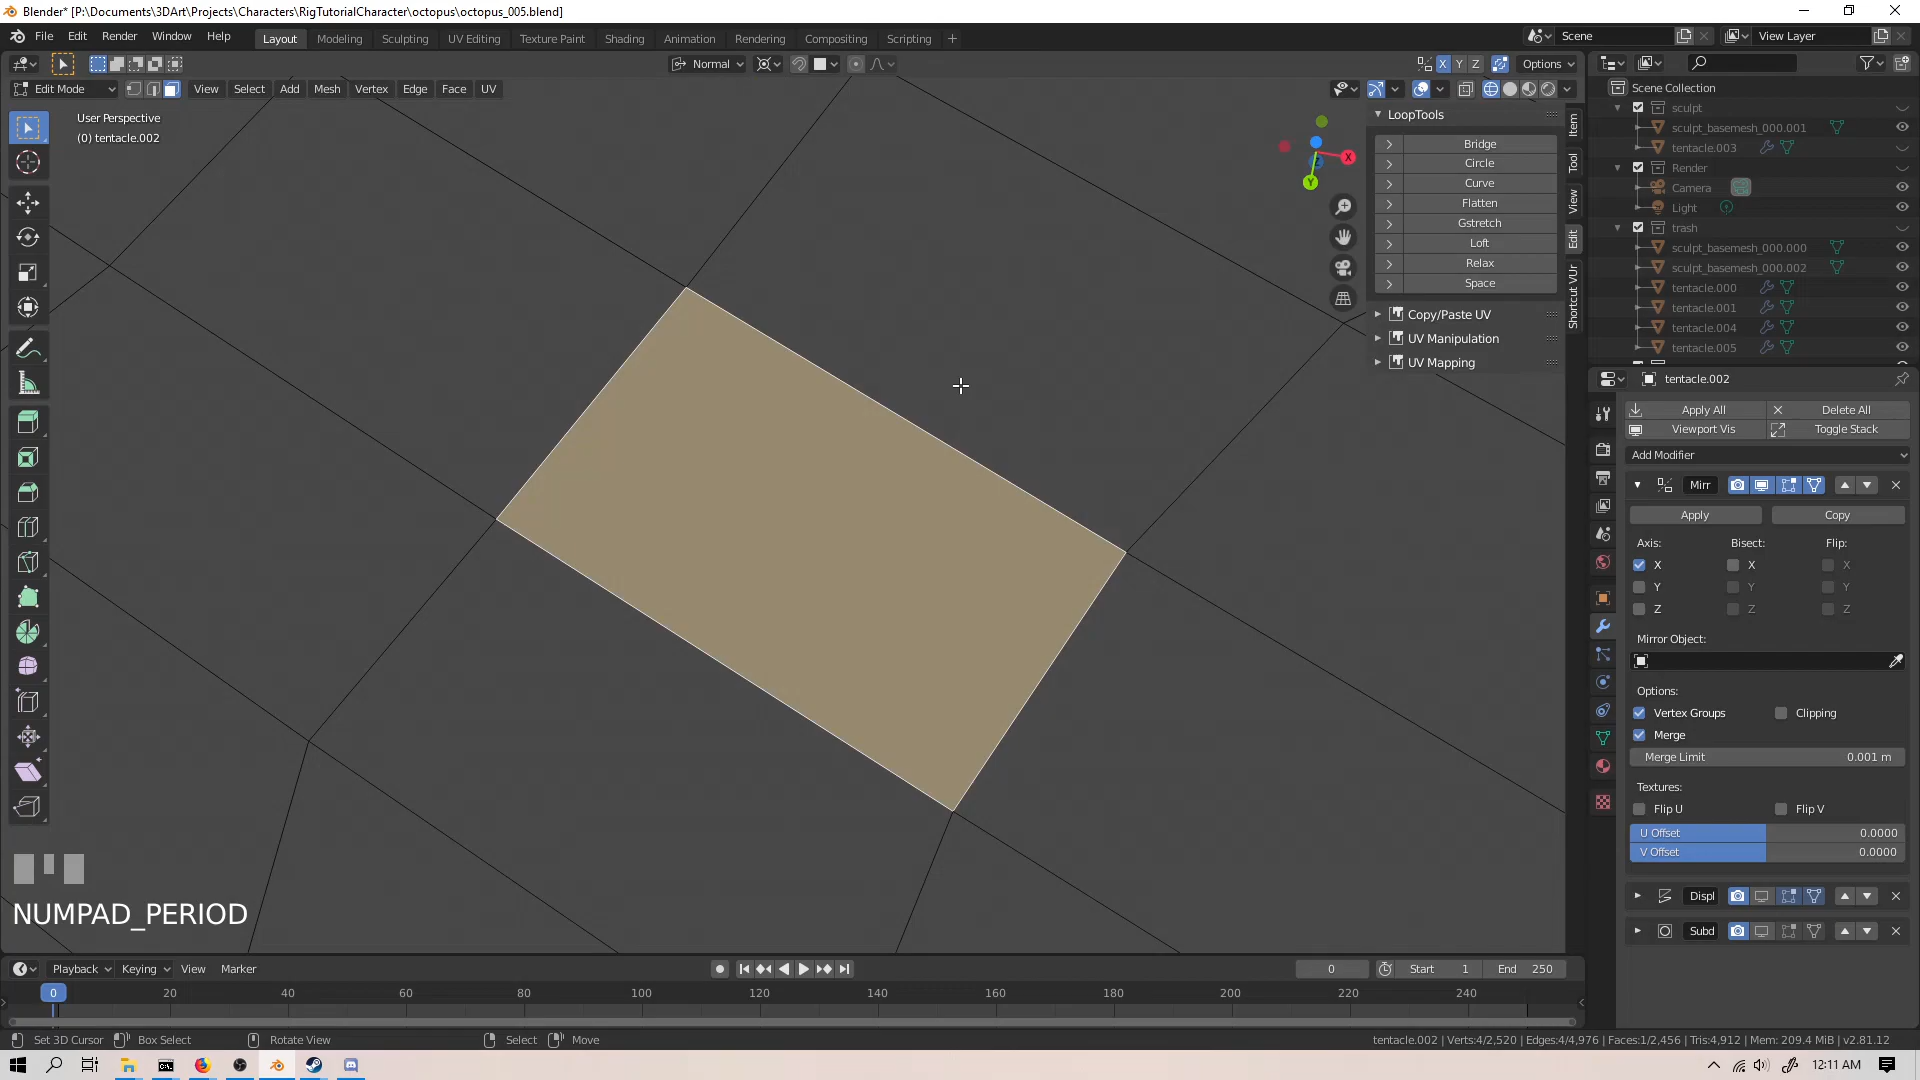 Blender* [P:\Documents\3DArt\Projects\Characters\RigTutorialCharacter\octopus\octopus_005.blend]
File Edit Render Window Help
Layout Modeling Sculpting UV Editing Texture Paint Shading Animation Rendering Compositing Scripting +
Scene
View Layer
Normal
X Y Z
Options
Edit Mode
View Select Add Mesh Vertex Edge Face UV
User Perspective
(0) tentacle.002
X
Y
Z
LoopTools
Bridge
Circle
Curve
Flatten
Gstretch
Loft
Relax
Space
Copy/Paste UV
UV Manipulation
UV Mapping
Item
Tool
View
Edit
Shortcut VUr
Scene Collection
sculpt
sculpt_basemesh_000.001
tentacle.003
Render
Camera
Light
trash
sculpt_basemesh_000.000
sculpt_basemesh_000.002
tentacle.000
tentacle.001
tentacle.004
tentacle.005
tentacle.002
Apply All Delete All
Viewport Vis Toggle Stack
Add Modifier
Mirr
Apply Copy
Axis: Bisect: Flip:
X X X
Y Y Y
Z Z Z
Mirror Object:
Options:
Vertex Groups Clipping
Merge
Merge Limit 0.001 m
Textures:
Flip U Flip V
U Offset 0.0000
V Offset 0.0000
Displ
Subd
NUMPAD_PERIOD
Playback Keying View Marker
0
Start 1
End 250
0 20 40 60 80 100 120 140 160 180 200 220 240
Set 3D Cursor Box Select Rotate View Select Move
tentacle.002 | Verts:4/2,520 | Edges:4/4,976 | Faces:1/2,456 | Tris:4,912 | Mem: 209.4 MiB | v2.81.12
12:11 AM